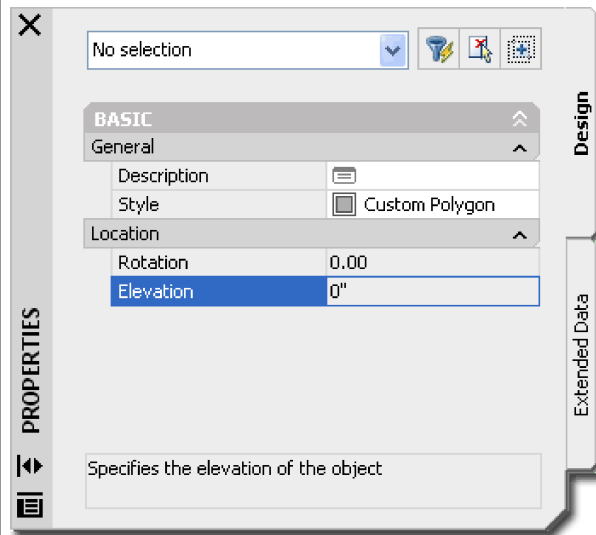 No selection
BASIC
General
Description
Style Custom Polygon
Location
Rotation 0.00
Elevation 0"
Specifies the elevation of the object
PROPERTIES
Design
Extended Data